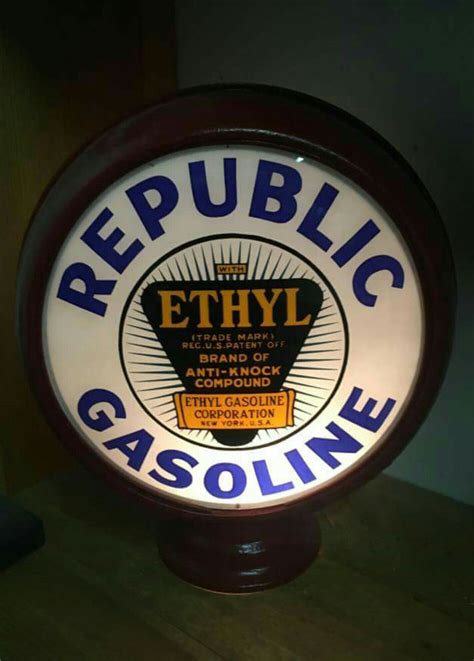 REPUBLIC
WITH
ETHYL
(TRADE MARK)
REG.U.S.PATENT OFF
BRAND OF
ANTI-KNOCK
COMPOUND
ETHYL GASOLINE
CORPORATION
NEW YORK, U.S.A.
GASOLINE